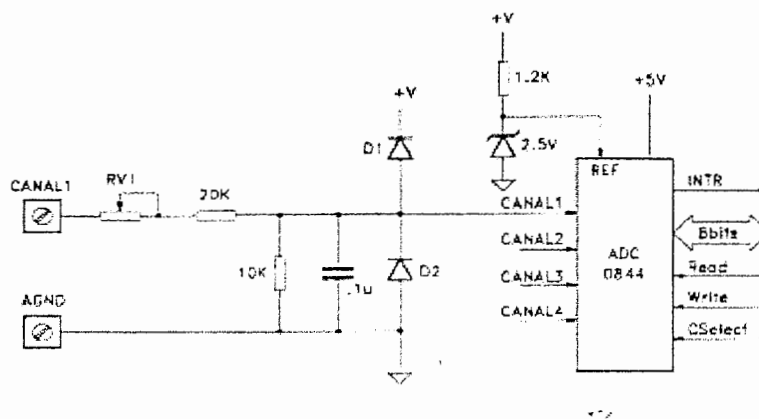 +V
1.2K
+5V
+V
D1
2.5V
CANAL1
RV1
20K
REF
INTR
CANAL1
8bits
CANAL2
ADC
0844
10K
.1u
D2
CANAL3
Read
AGND
Write
CANAL4
CSelect